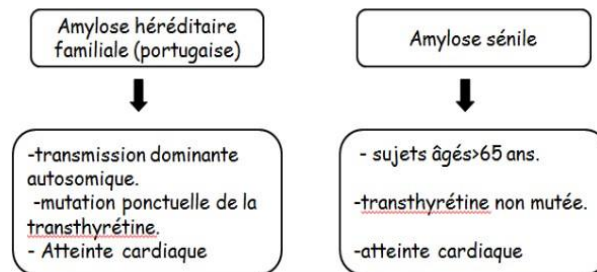 Amylose héréditaire
familiale (portugaise)
-transmission dominante
autosomique.
-mutation ponctuelle de la
transthyrétine.
- Atteinte cardiaque
Amylose sénile
- sujets âgés>65 ans.
-transthyrétine non mutée.
-atteinte cardiaque